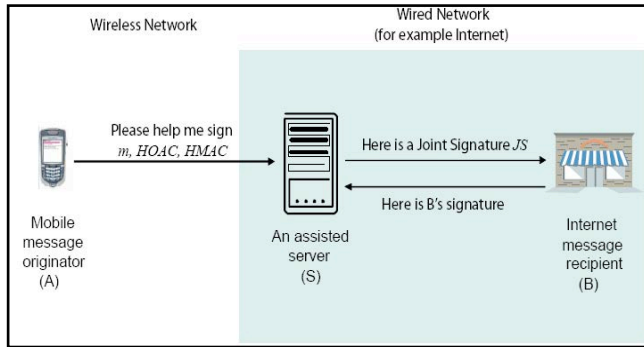 Wireless Network
Wired Network
(for example Internet)
Please help me sign
m, HOAC, HMAC
Here is a Joint Signature JS
Here is B's signature
Mobile
message
originator
(A)
An assisted
server
(S)
Internet
message
recipient
(B)